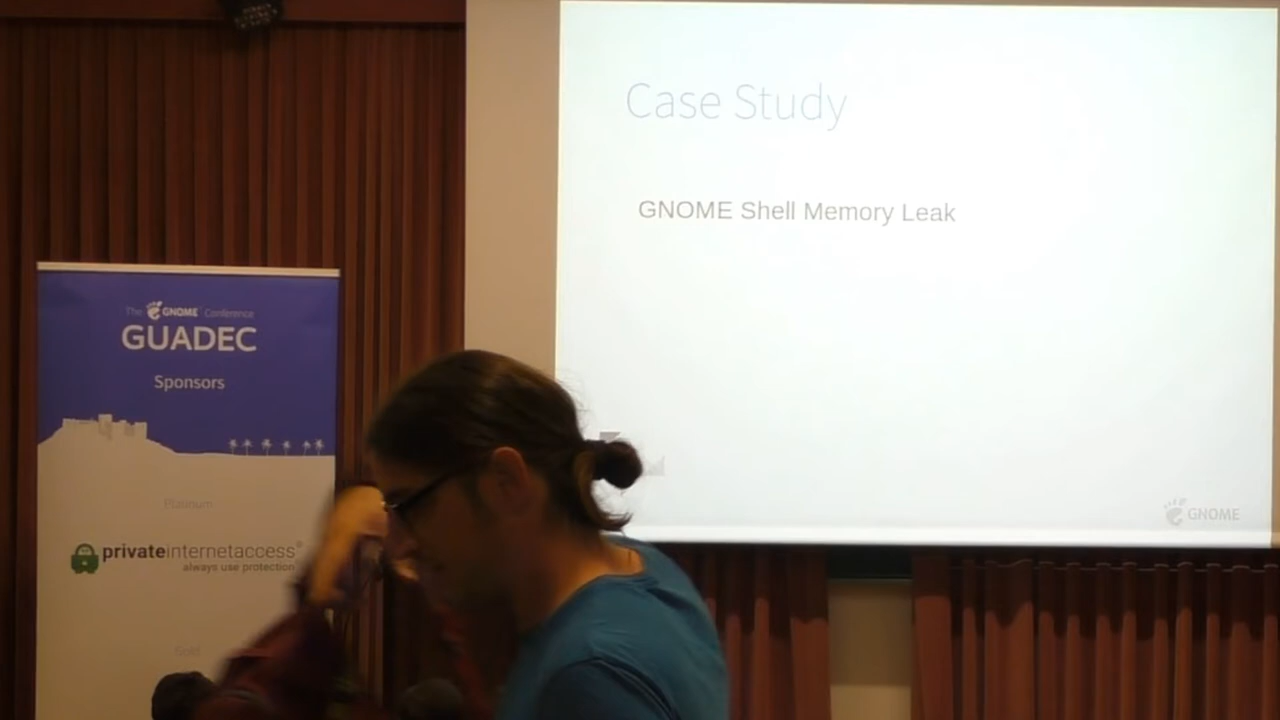 Case Study
GNOME Shell Memory Leak
GNOME
The GNOME Conference
GUADEC
Sponsors
Platinum
privateinternetaccess®
always use protection
Gold